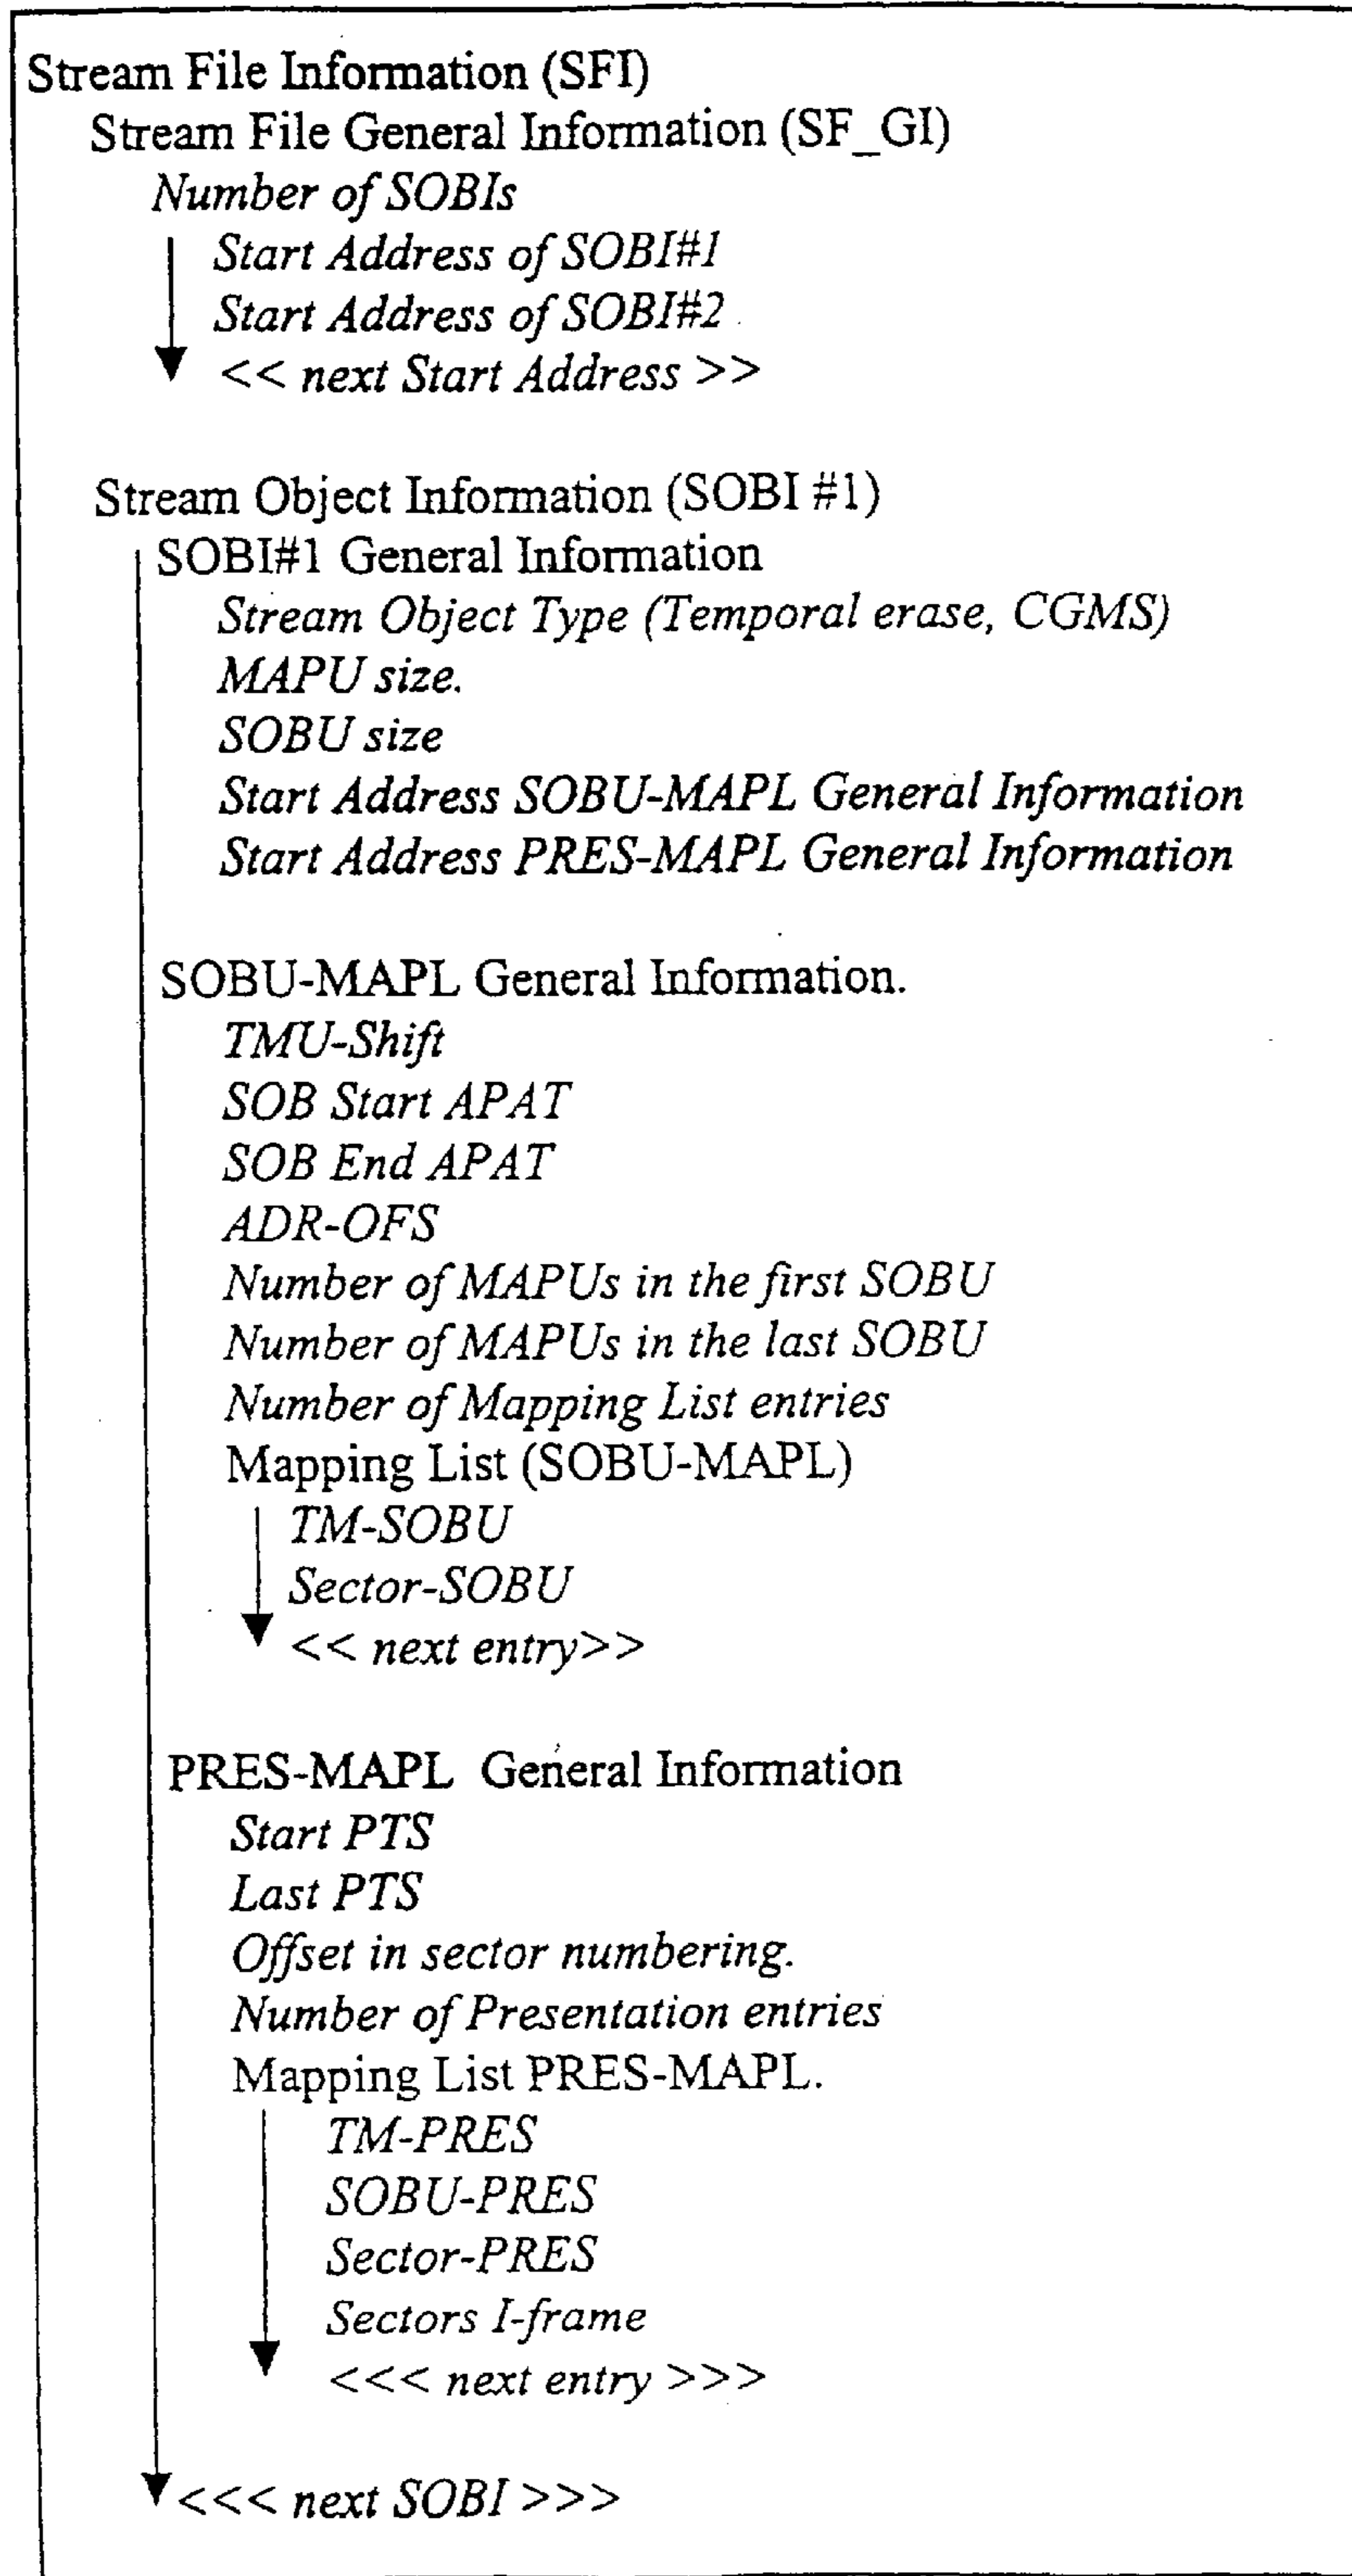 Stream File Information (SFI)
Stream File General Information (SF_GI)
Number of SOBIs
Start Address of SOBI#1
Start Address of SOBI#2
<< next Start Address >>
Stream Object Information (SOBI #1)
SOBI#1 General Information
Stream Object Type (Temporal erase, CGMS)
MAPU size.
SOBU size
Start Address SOBU-MAPL General Information
Start Address PRES-MAPL General Information
SOBU-MAPL General Information.
TMU-Shift
SOB Start APAT
SOB End APAT
ADR-OFS
Number of MAPUs in the first SOBU
Number of MAPUs in the last SOBU
Number of Mapping List entries
Mapping List (SOBU-MAPL)
TM-SOBU
Sector-SOBU
<< next entry>>
PRES-MAPL General Information
Start PTS
Last PTS
Offset in sector numbering.
Number of Presentation entries
Mapping List PRES-MAPL.
TM-PRES
SOBU-PRES
Sector-PRES
Sectors I-frame
<<< next entry >>>
<<< next SOBI >>>